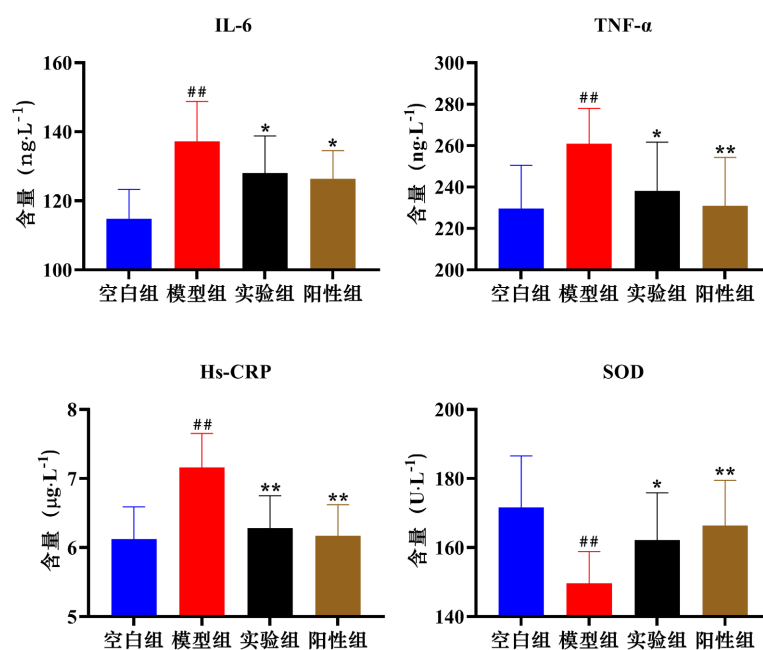 IL-6
含量 (ng·L⁻¹)
160
140
120
100
##
*
*
空白组 模型组 实验组 阳性组
TNF-α
含量 (ng·L⁻¹)
300
280
260
240
220
200
##
*
**
空白组 模型组 实验组 阳性组
Hs-CRP
含量 (μg·L⁻¹)
8
7
6
5
##
**
**
空白组 模型组 实验组 阳性组
SOD
含量 (U·L⁻¹)
200
180
160
140
##
*
**
空白组 模型组 实验组 阳性组